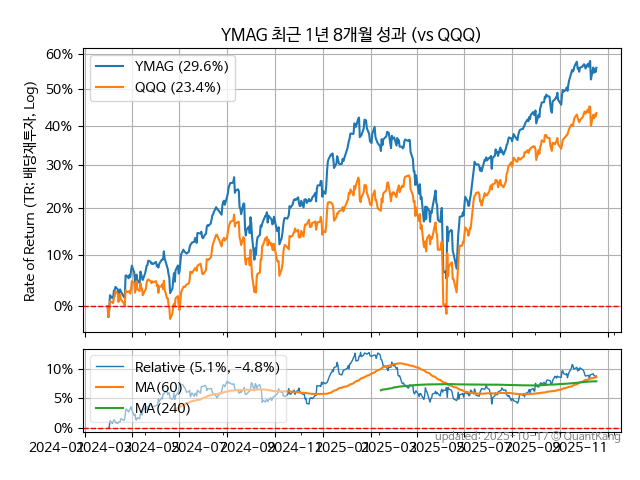 YMAG 최근 1년 8개월 성과 (vs QQQ)
Rate of Return (TR: 배당재투자, Log)
60%
50%
40%
30%
20%
10%
0%
YMAG (29.6%)
QQQ (23.4%)
10%
5%
0%
Relative (5.1%, −4.8%)
MA(60)
MA(240)
2024-01
2024-03
2024-05
2024-07
2024-09
2024-11
2025-01
2025-03
2025-05
2025-07
2025-09
2025-11
updated: 2025-10-17 © QuantKang